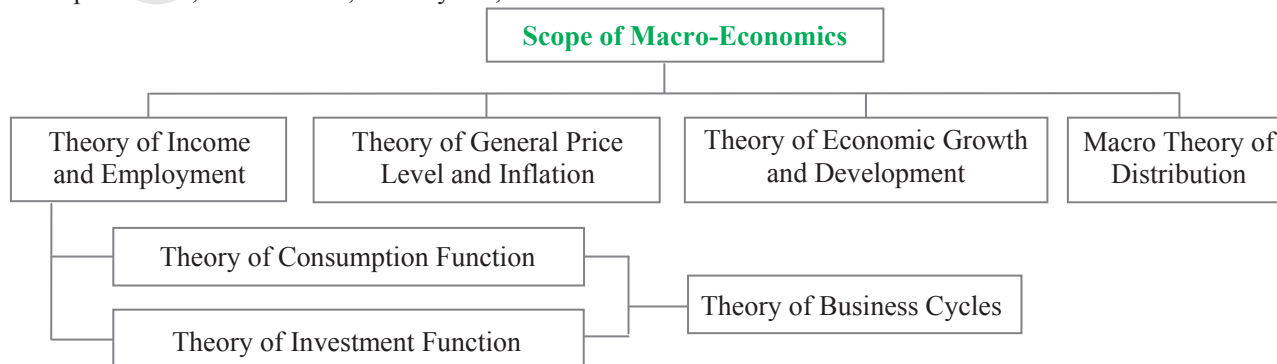 Scope of Macro-Economics
Theory of Income
and Employment
Theory of General Price
Level and Inflation
Theory of Economic Growth
and Development
Macro Theory of
Distribution
Theory of Consumption Function
Theory of Investment Function
Theory of Business Cycles